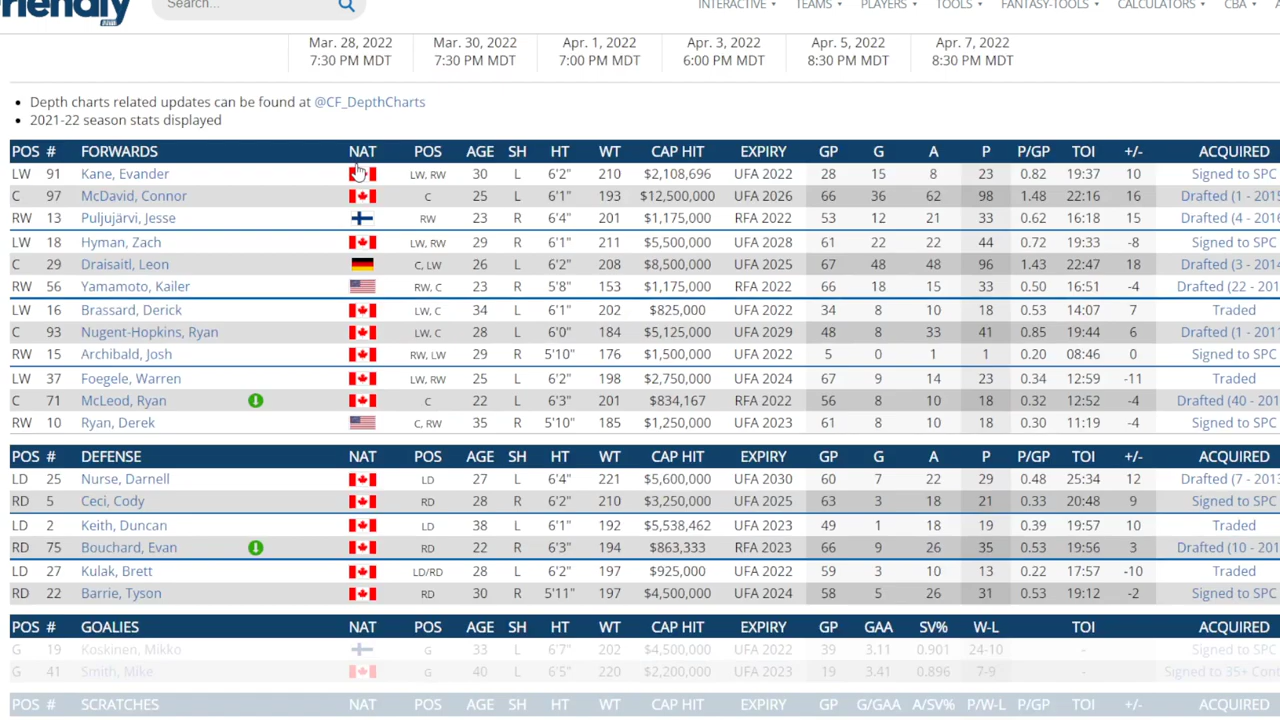 Friendly
Search...
INTERACTIVE TEAMS PLAYERS TOOLS FANTASY-TOOLS CALCULATORS CBA
Mar. 28, 2022 Mar. 30, 2022 Apr. 1, 2022 Apr. 3, 2022 Apr. 5, 2022 Apr. 7, 2022
7:30 PM MDT 7:30 PM MDT 7:00 PM MDT 6:00 PM MDT 8:30 PM MDT 8:30 PM MDT
Depth charts related updates can be found at @CF_DepthCharts
2021-22 season stats displayed
POS # FORWARDS NAT POS AGE SH HT WT CAP HIT EXPIRY GP G A P P/GP TOI +/- ACQUIRED
LW 91 Kane, Evander LW, RW 30 L 6'2" 210 $2,108,696 UFA 2022 28 15 8 23 0.82 19:37 10 Signed to SPC
C 97 McDavid, Connor C 25 L 6'1" 193 $12,500,000 UFA 2026 66 36 62 98 1.48 22:16 16 Drafted (1 - 201
RW 13 Puljujärvi, Jesse RW 23 L 6'4" 201 $1,175,000 RFA 2022 53 12 21 33 0.62 16:18 15 Drafted (4 - 201
LW 18 Hyman, Zach LW, RW 29 R 6'1" 211 $5,500,000 UFA 2028 61 22 22 44 0.72 19:33 -8 Signed to SPC
C 29 Draisaitl, Leon C, LW 26 L 6'2" 208 $8,500,000 UFA 2025 67 48 48 96 1.43 22:47 18 Drafted (3 - 201
RW 56 Yamamoto, Kailer RW, C 23 R 5'8" 153 $1,175,000 RFA 2022 66 18 15 33 0.50 16:51 -4 Drafted (22 - 201
LW 16 Brassard, Derick LW, C 34 L 6'1" 202 $825,000 UFA 2022 34 8 10 18 0.53 14:07 7 Traded
C 93 Nugent-Hopkins, Ryan LW, C 28 L 6'0" 184 $5,125,000 UFA 2029 48 8 33 41 0.85 19:44 6 Drafted (1 - 201
RW 15 Archibald, Josh RW, LW 29 R 5'10" 176 $1,500,000 UFA 2022 5 0 1 1 0.20 08:46 0 Signed to SPC
LW 37 Foegele, Warren LW, RW 25 L 6'2" 198 $2,750,000 UFA 2024 67 9 14 23 0.34 12:59 -11 Traded
C 71 McLeod, Ryan C 22 L 6'3" 201 $834,167 RFA 2022 56 8 10 18 0.32 12:52 -4 Drafted (40 - 201
RW 10 Ryan, Derek C, RW 35 R 5'10" 185 $1,250,000 UFA 2023 61 8 10 18 0.30 11:19 -4 Signed to SPC
POS # DEFENSE NAT POS AGE SH HT WT CAP HIT EXPIRY GP G A P P/GP TOI +/- ACQUIRED
LD 25 Nurse, Darnell LD 27 L 6'4" 221 $5,600,000 UFA 2030 60 7 22 29 0.48 25:34 12 Drafted (7 - 2013
RD 5 Ceci, Cody RD 28 R 6'2" 210 $3,250,000 UFA 2025 63 3 18 21 0.33 20:48 9 Signed to SPC
LD 2 Keith, Duncan LD 38 L 6'1" 192 $5,538,462 UFA 2023 49 1 18 19 0.39 19:57 10 Traded
RD 75 Bouchard, Evan RD 22 R 6'3" 194 $863,333 RFA 2023 66 9 26 35 0.53 19:56 3 Drafted (10 - 201
LD 27 Kulak, Brett LD/RD 28 L 6'2" 197 $925,000 UFA 2022 59 3 10 13 0.22 17:57 -10 Traded
RD 22 Barrie, Tyson RD 30 R 5'11" 197 $4,500,000 UFA 2024 58 5 26 31 0.53 19:12 -2 Signed to SPC
POS # GOALIES NAT POS AGE SH HT WT CAP HIT EXPIRY GP GAA SV% W-L TOI ACQUIRED
G 19 Koskinen, Mikko G 33 L 6'7" 202 $4,500,000 UFA 2022 39 3.11 0.901 24-10 - Signed to SPC
G 41 Smith, Mike G 40 L 6'5" 220 $2,200,000 UFA 2023 19 3.41 0.896 7-9 - Signed to 35+ Cont
POS # SCRATCHES NAT POS AGE SH HT WT CAP HIT EXPIRY GP G/GAA A/SV% P/W-L P/GP TOI +/- ACQUIRED